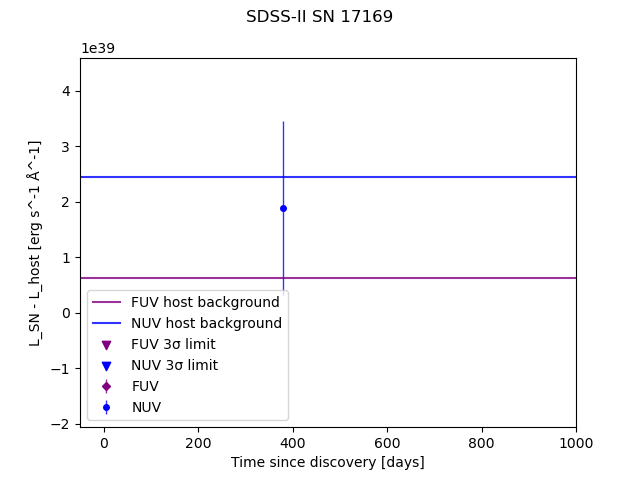 SDSS-II SN 17169
1e39
4
3
2
1
0
−1
−2
L_SN - L_host [erg s^-1 Å^-1]
FUV host background
NUV host background
FUV 3σ limit
NUV 3σ limit
FUV
NUV
0 200 400 600 800 1000
Time since discovery [days]